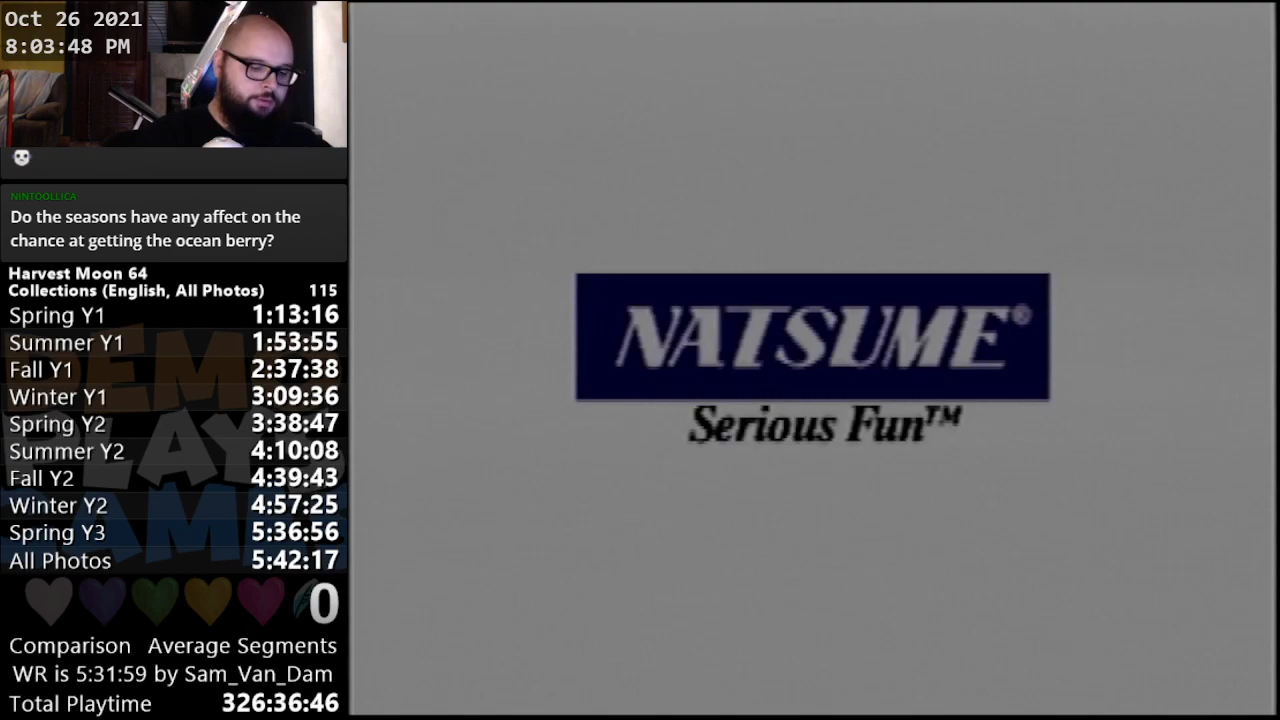 Oct 26 2021
8:03:48 PM
NINTOOLLICA
Do the seasons have any affect on the
chance at getting the ocean berry?
Harvest Moon 64
Collections (English, All Photos) 115
Spring Y1 1:13:16
Summer Y1 1:53:55
Fall Y1 2:37:38
Winter Y1 3:09:36
Spring Y2 3:38:47
Summer Y2 4:10:08
Fall Y2 4:39:43
Winter Y2 4:57:25
Spring Y3 5:36:56
All Photos 5:42:17
0
Comparison Average Segments
WR is 5:31:59 by Sam_Van_Dam
Total Playtime 326:36:46
NATSUME®
Serious Fun™